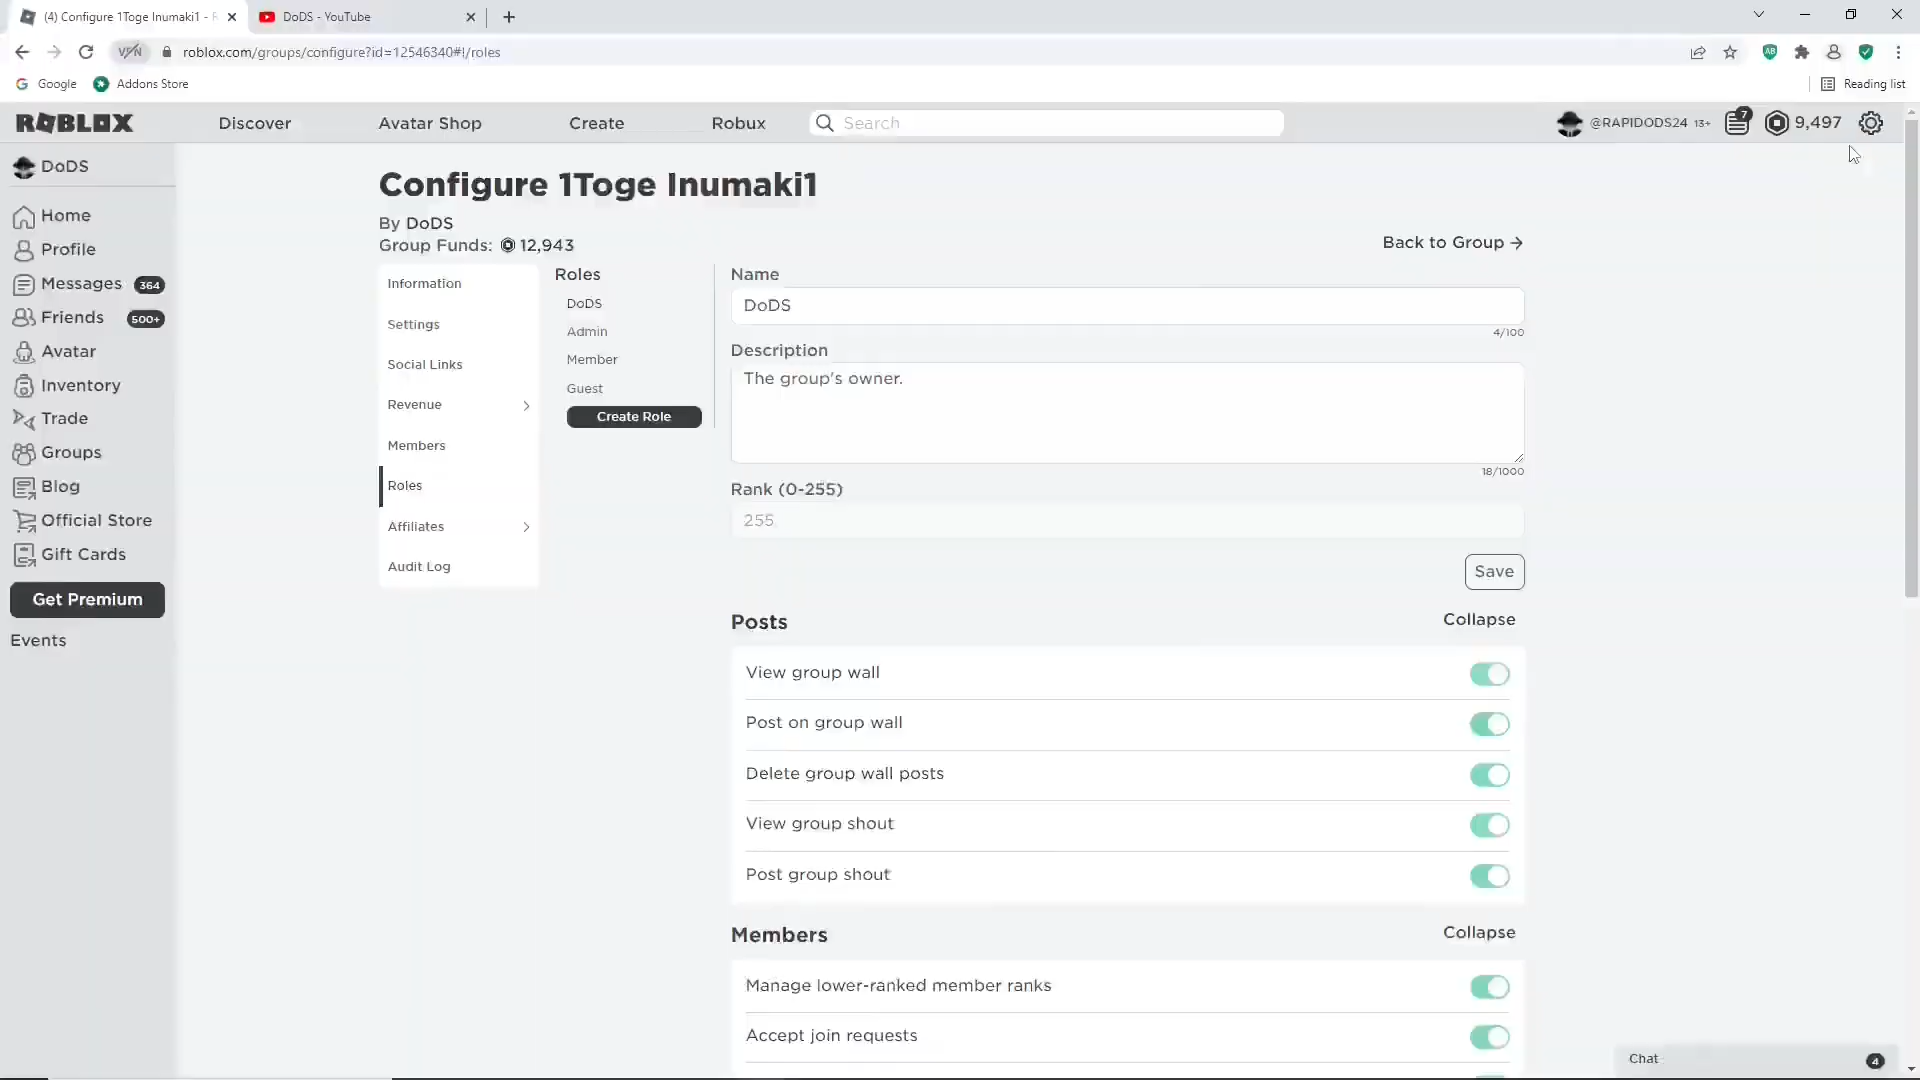 (4) Configure 1Toge Inumaki1 - R
DoDS - YouTube
VPN
roblox.com/groups/configure?id=12546340#!/roles
Google
Addons Store
Reading list
ROBLOX
Discover
Avatar Shop
Create
Robux
Search
@RAPIDODS24 13+
7
9,497
DoDS
Home
Profile
Messages 364
Friends 500+
Avatar
Inventory
Trade
Groups
Blog
Official Store
Gift Cards
Get Premium
Events
Configure 1Toge Inumaki1
By DoDS
Group Funds: 12,943
Back to Group →
Information
Settings
Social Links
Revenue
Members
Roles
Affiliates
Audit Log
Roles
DoDS
Admin
Member
Guest
Create Role
Name
DoDS
4/100
Description
The group's owner.
18/1000
Rank (0-255)
255
Save
Posts
Collapse
View group wall
Post on group wall
Delete group wall posts
View group shout
Post group shout
Members
Collapse
Manage lower-ranked member ranks
Accept join requests
Chat
4